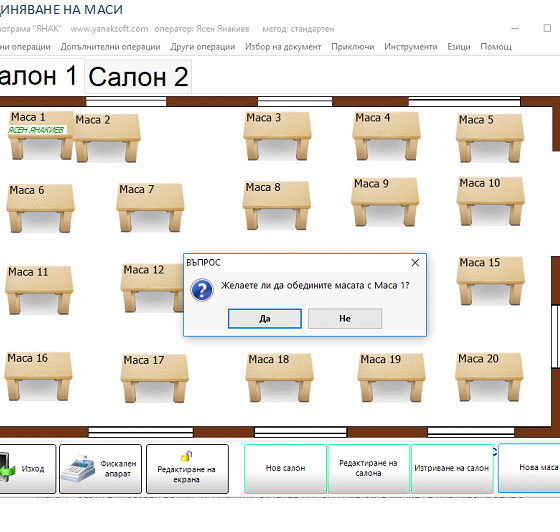 ДИНЯВАНЕ НА МАСИ
рограма "ЯНАК" www.yanaksoft.com оператор: Ясен Янакиев метод: стандартен
ни операции Допълнителни операции Други операции Избор на документ Приключи Инструменти Езици Помощ
алон 1 Салон 2
Маса 1 Маса 2 Маса 3 Маса 4 Маса 5
ЯСЕН ЯНАКИЕВ
Маса 6 Маса 7 Маса 8 Маса 9 Маса 10
ВЪПРОС
Желаете ли да обедините масата с Маса 1?
Да Не
Маса 11 Маса 12 Маса 15
Маса 16 Маса 17 Маса 18 Маса 19 Маса 20
Изход
Фискален
апарат
Редактиране на
екрана
Нов салон
Редактиране на
салона
Изтриване на салон
Нова маса